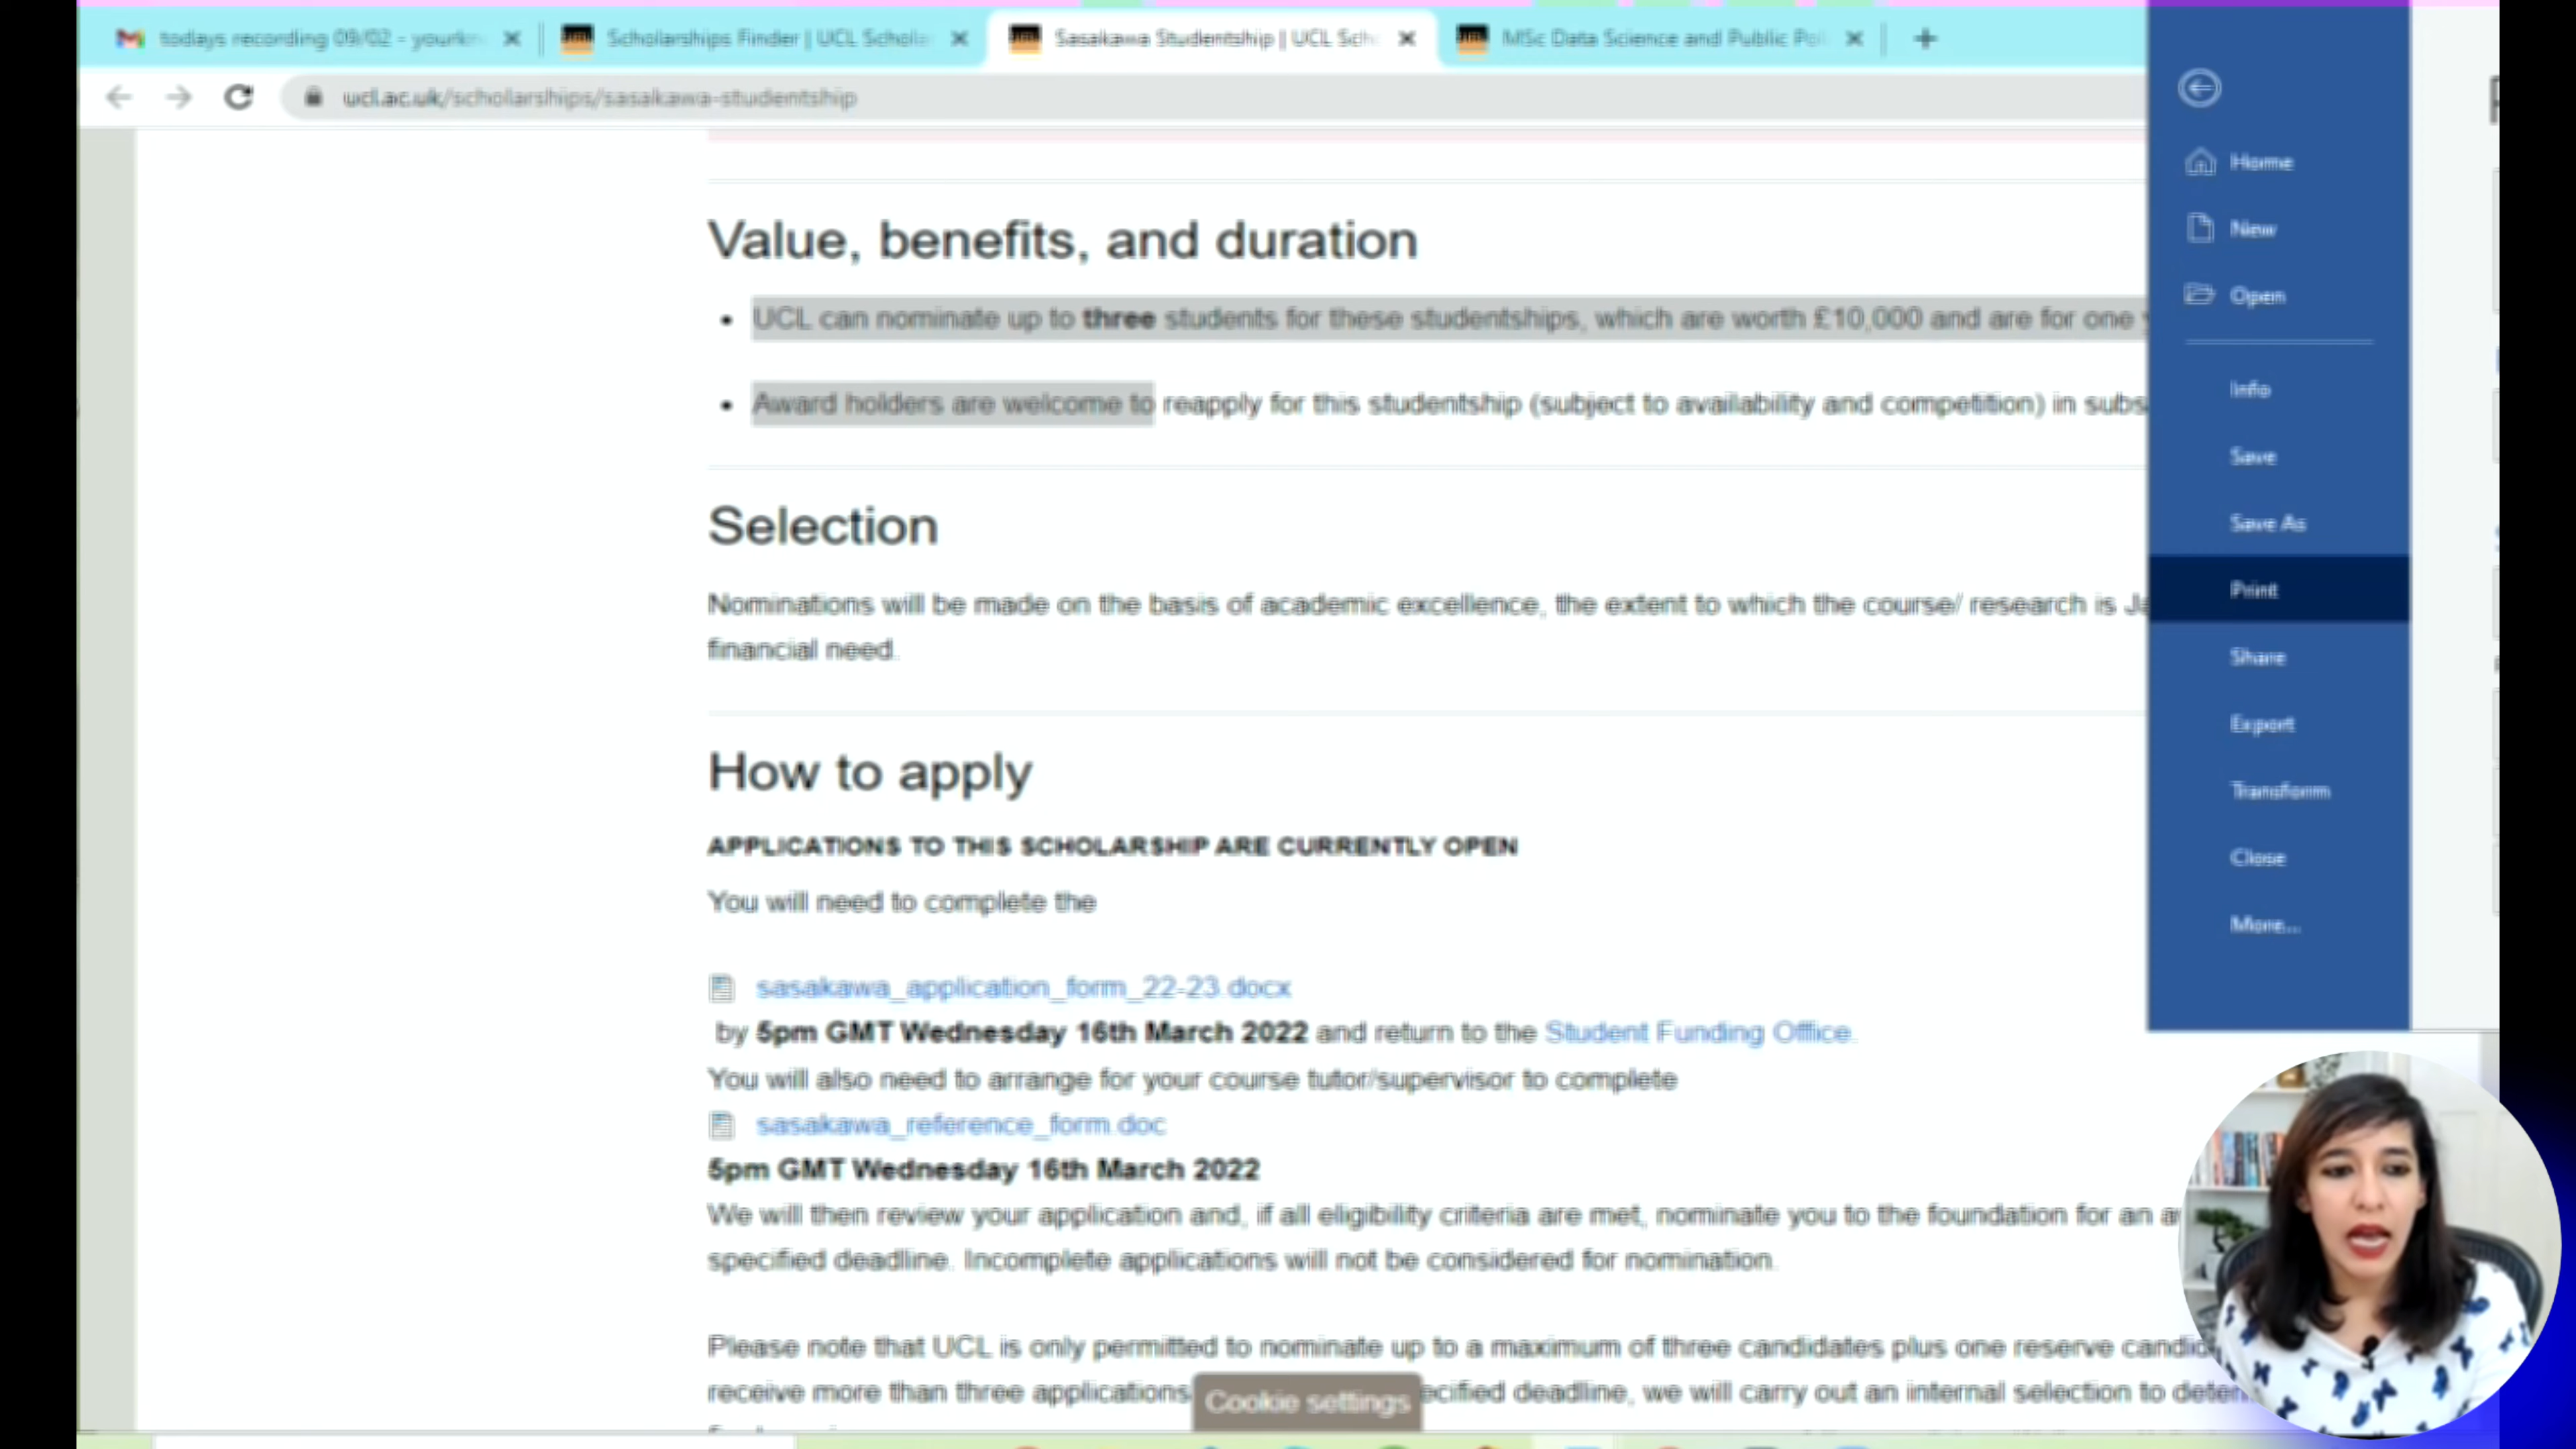 todays recording 09/02 - yourkn
Scholarships Finder | UCL Schola
Sasakawa Studentship | UCL Sch
MSc Data Science and Public Pol
ucl.ac.uk/scholarships/sasakawa-studentship
Value, benefits, and duration
UCL can nominate up to three students for these studentships, which are worth £10,000 and are for one
Award holders are welcome to reapply for this studentship (subject to availability and competition) in subs
Selection
Nominations will be made on the basis of academic excellence, the extent to which the course/ research is Ja
financial need.
How to apply
APPLICATIONS TO THIS SCHOLARSHIP ARE CURRENTLY OPEN
You will need to complete the
sasakawa_application_form_22-23.docx
by 5pm GMT Wednesday 16th March 2022 and return to the Student Funding Office.
You will also need to arrange for your course tutor/supervisor to complete
sasakawa_reference_form.doc
5pm GMT Wednesday 16th March 2022
We will then review your application and, if all eligibility criteria are met, nominate you to the foundation for an
specified deadline. Incomplete applications will not be considered for nomination.
Please note that UCL is only permitted to nominate up to a maximum of three candidates plus one reserve candid
receive more than three applications ecified deadline, we will carry out an internal selection to deter
Cookie settings
Home
New
Open
Info
Save
Save As
Print
Share
Export
Transform
Close
More...